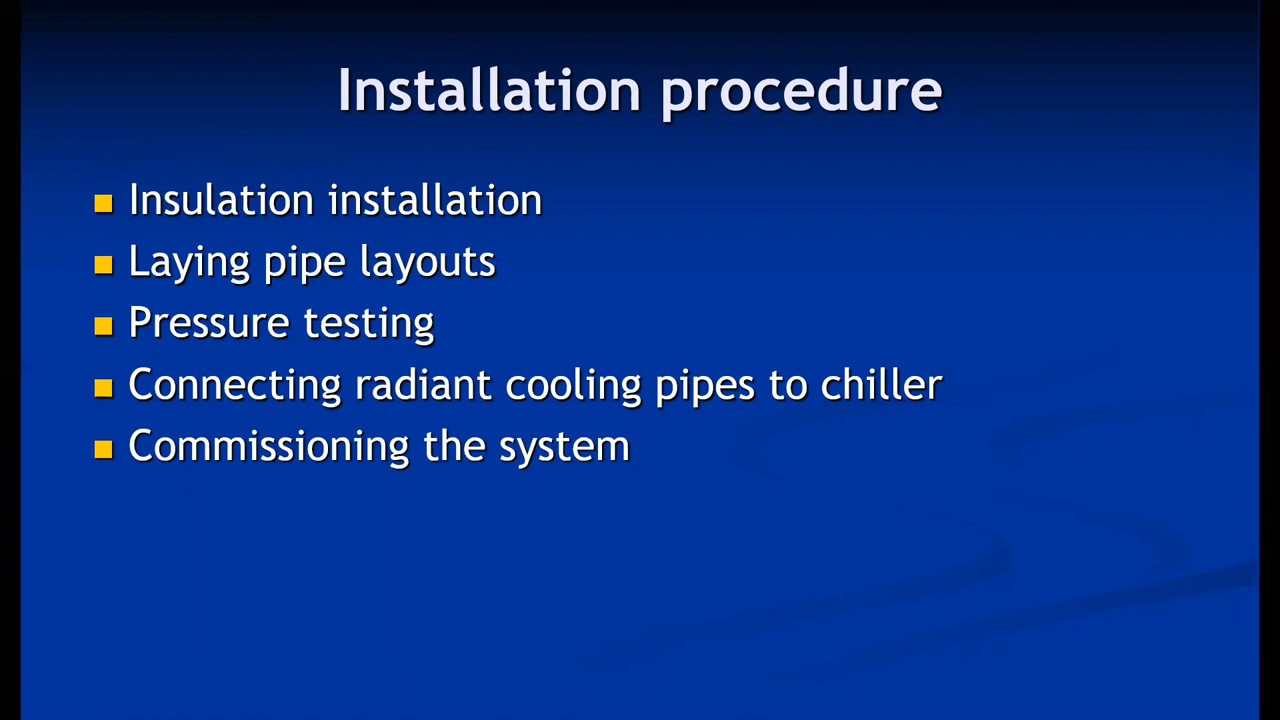 Installation procedure
Insulation installation
Laying pipe layouts
Pressure testing
Connecting radiant cooling pipes to chiller
Commissioning the system